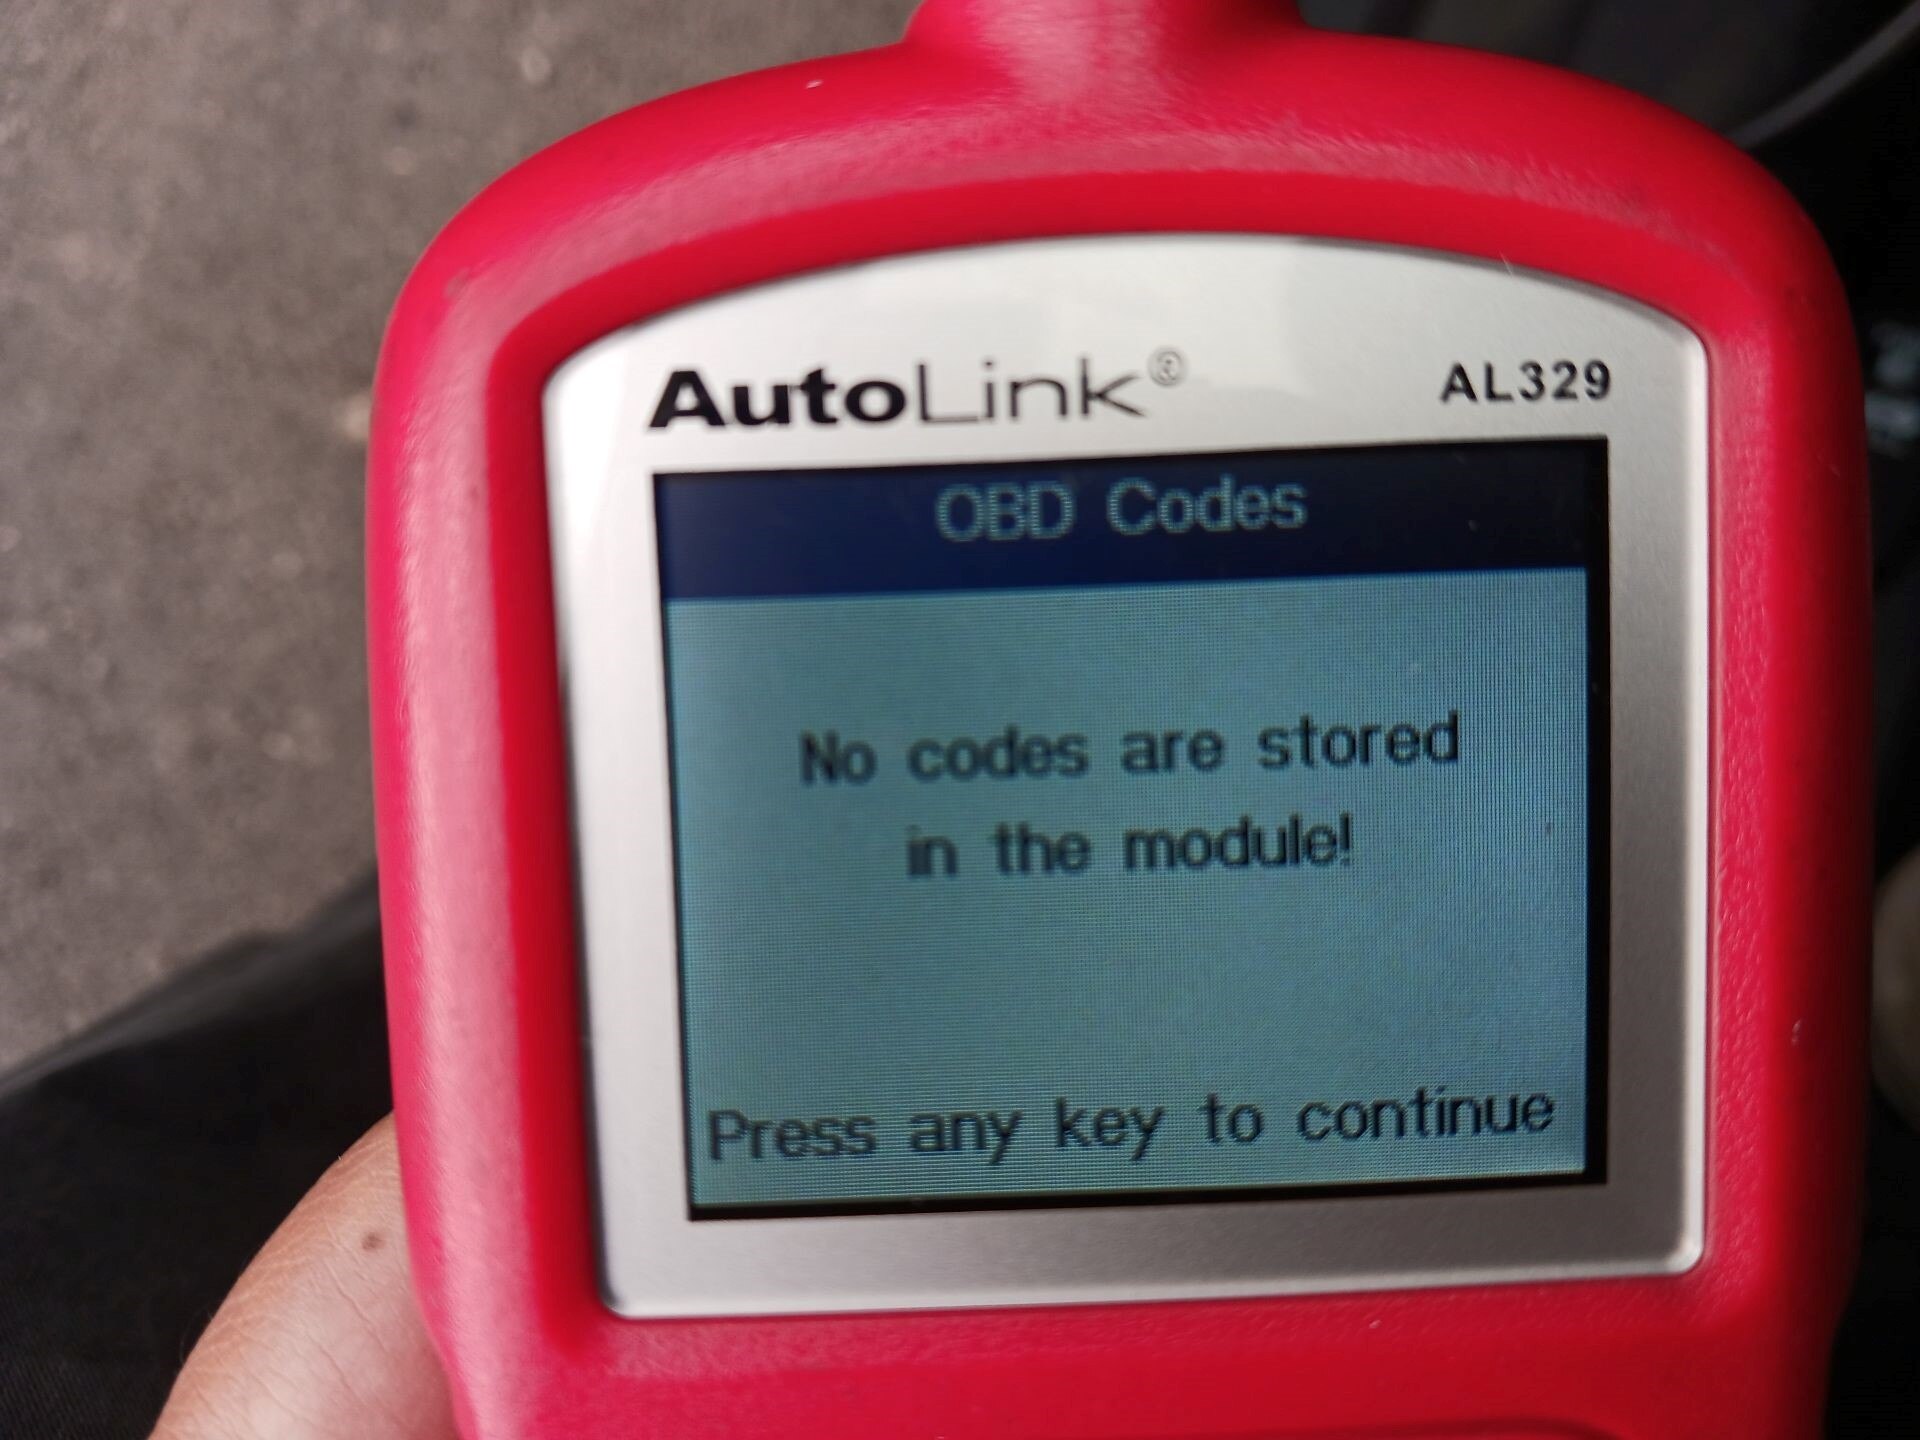 AutoLink® AL329
OBD Codes
No codes are stored
in the module!
Press any key to continue